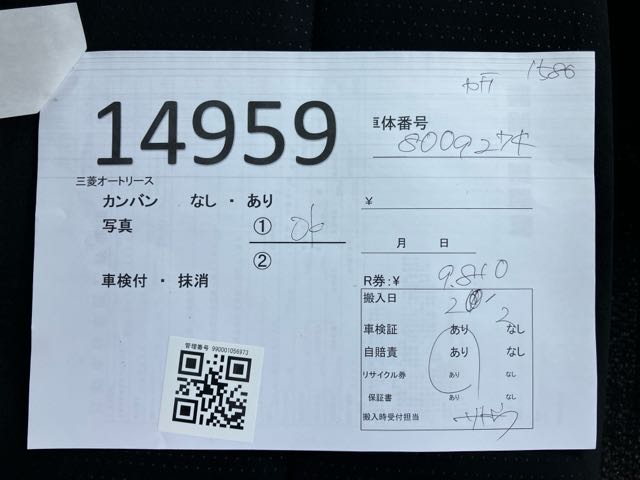 1586
14959
車体番号
8009274
三菱オートリース
カンバン なし ・ あり
¥
写真 ①
②
月 日
車検付 ・ 抹消
R券:¥ 9,810
搬入日 20
2
車検証 あり なし
自賠責 あり なし
リサイクル券 あり なし
保証書 あり なし
搬入時受付担当
管理番号 990001056973